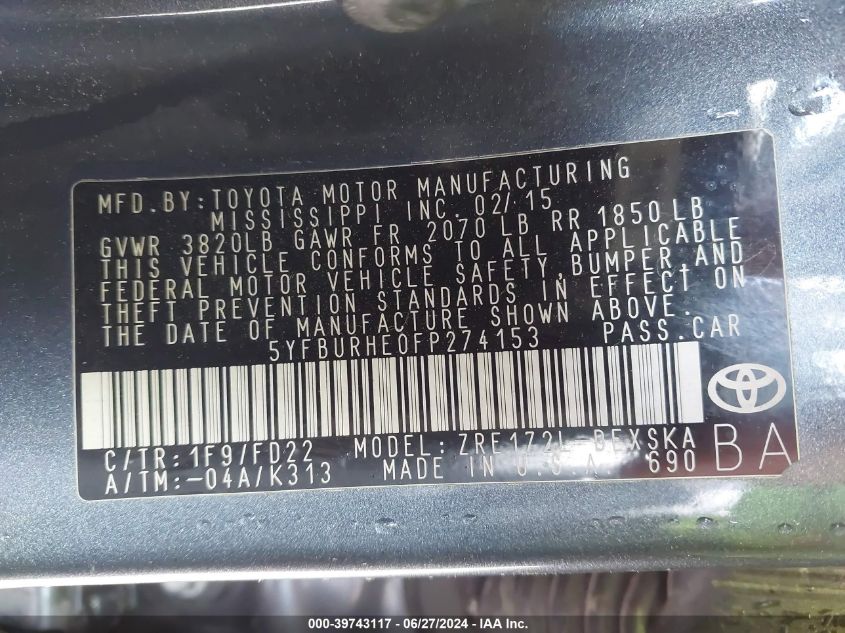 MFD.BY:TOYOTA MOTOR MANUFACTURING
MISSISSIPPI INC. 02/15
GVWR 3820LB GAWR FR 2070 LB RR 1850 LB
THIS VEHICLE CONFORMS TO ALL APPLICABLE
FEDERAL MOTOR VEHICLE SAFETY,BUMPER,AND
THEFT PREVENTION STANDARDS IN EFFECT ON
THE DATE OF MANUFACTURE SHOWN ABOVE.
5YFBURHE0FP274153 PASS.CAR
C/TR:1F9/FD22 MODEL:ZRE172L-DEXSKA
A/TM:-04A/K313 MADE IN U.S.A. 690
BA
000-39743117 - 06/27/2024 - IAA Inc.